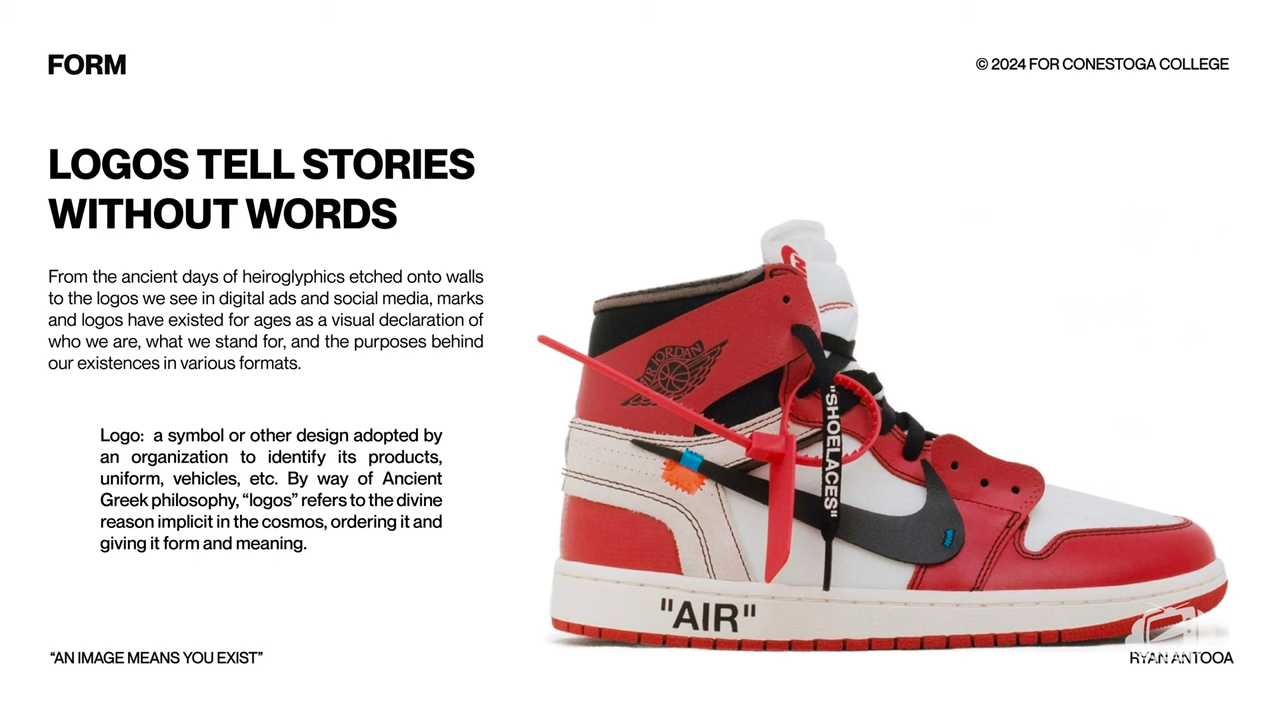 FORM
© 2024 FOR CONESTOGA COLLEGE
LOGOS TELL STORIES
WITHOUT WORDS
From the ancient days of heiroglyphics etched onto walls
to the logos we see in digital ads and social media, marks
and logos have existed for ages as a visual declaration of
who we are, what we stand for, and the purposes behind
our existences in various formats.
Logo: a symbol or other design adopted by
an organization to identify its products,
uniform, vehicles, etc. By way of Ancient
Greek philosophy, “logos” refers to the divine
reason implicit in the cosmos, ordering it and
giving it form and meaning.
AIR JORDAN
"SHOELACES"
"AIR"
“AN IMAGE MEANS YOU EXIST”
RYAN ANTOOA